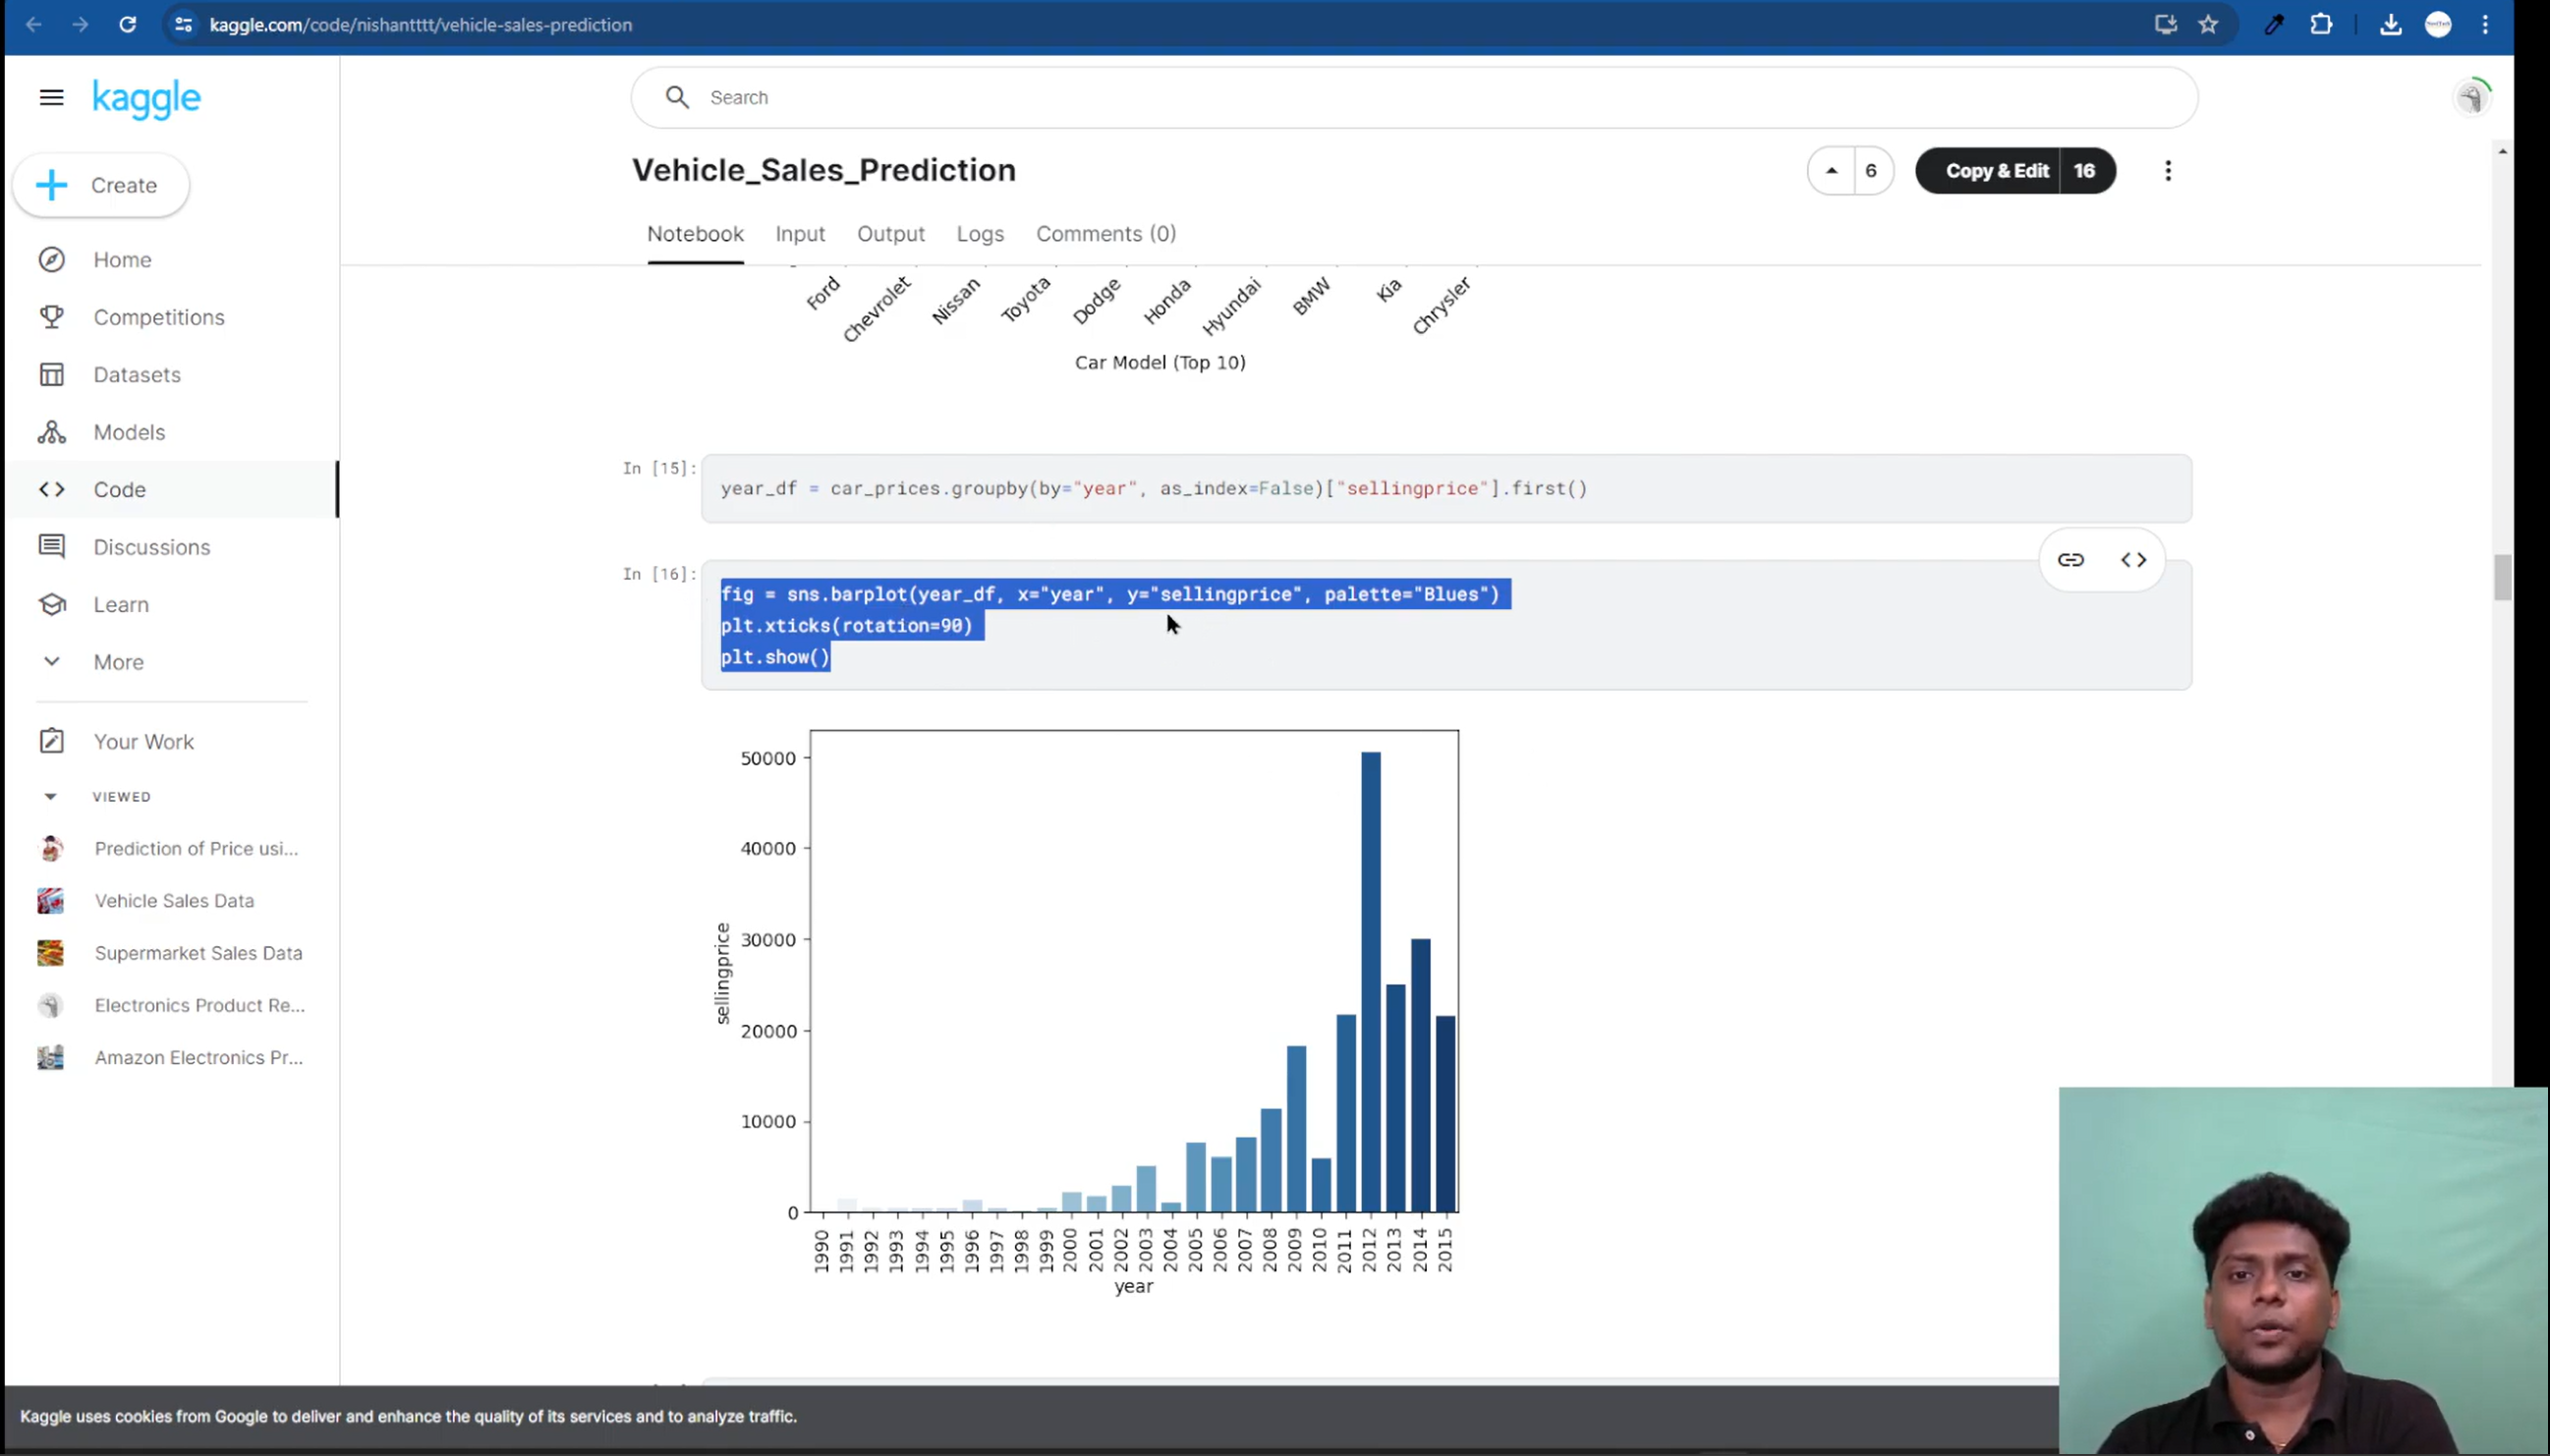 kaggle.com/code/nishantttt/vehicle-sales-prediction
kaggle
Search
Create
Vehicle_Sales_Prediction
6
Copy & Edit 16
Notebook Input Output Logs Comments (0)
Home
Competitions
Datasets
Models
Code
Discussions
Learn
More
Your Work
VIEWED
Prediction of Price usi...
Vehicle Sales Data
Supermarket Sales Data
Electronics Product Re...
Amazon Electronics Pr...
Ford Chevrolet Nissan Toyota Dodge Honda Hyundai BMW Kia Chrysler
Car Model (Top 10)
In [15]:
year_df = car_prices.groupby(by="year", as_index=False)["sellingprice"].first()
In [16]:
fig = sns.barplot(year_df, x="year", y="sellingprice", palette="Blues")
plt.xticks(rotation=90)
plt.show()
50000
40000
30000
20000
10000
0
sellingprice
1990 1991 1992 1993 1994 1995 1996 1997 1998 1999 2000 2001 2002 2003 2004 2005 2006 2007 2008 2009 2010 2011 2012 2013 2014 2015
year
Kaggle uses cookies from Google to deliver and enhance the quality of its services and to analyze traffic.